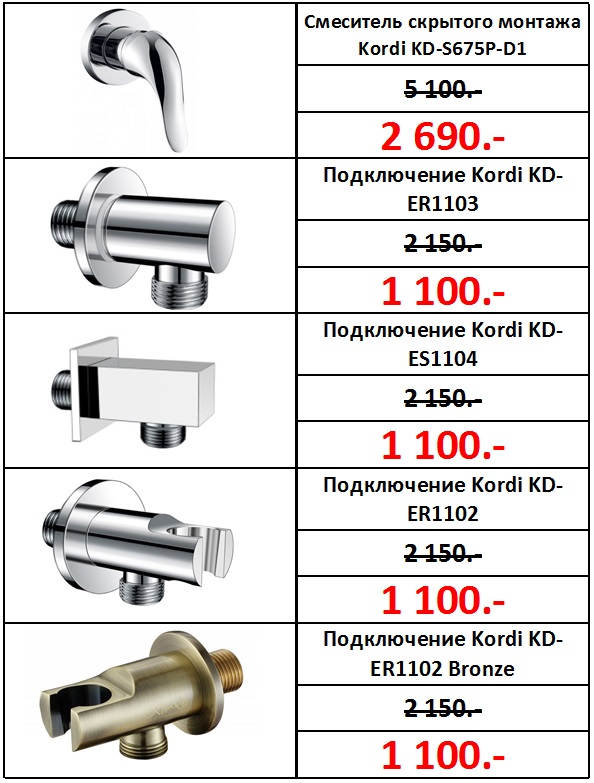 Смеситель скрытого монтажа
Kordi KD-S675P-D1
5 100.-
2 690.-
Подключение Kordi KD-
ER1103
2 150.-
1 100.-
Подключение Kordi KD-
ES1104
2 150.-
1 100.-
Подключение Kordi KD-
ER1102
2 150.-
1 100.-
Подключение Kordi KD-
ER1102 Bronze
2 150.-
1 100.-